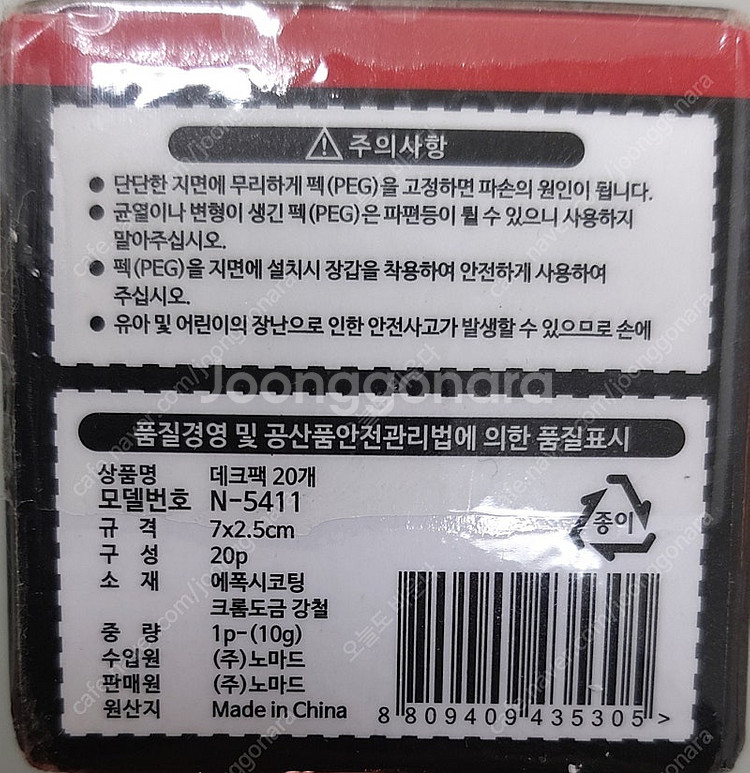 주의사항
● 단단한 지면에 무리하게 펙(PEG)을 고정하면 파손의 원인이 됩니다.
● 균열이나 변형이 생긴 펙(PEG)은 파편등이 튈 수 있으니 사용하지
말아주십시오.
● 펙(PEG)을 지면에 설치시 장갑을 착용하여 안전하게 사용하여
주십시오.
● 유아 및 어린이의 장난으로 인한 안전사고가 발생할 수 있으므로 손에
Joonggonara
품질경영 및 공산품안전관리법에 의한 품질표시
상품명 데크팩 20개
모델번호 N-5411
규 격 7x2.5cm
종이
구 성 20p
소 재 에폭시코팅
크롬도금 강철
중 량 1p-(10g)
수입원 (주)노마드
판매원 (주)노마드
원산지 Made in China
8 809409 435305 >